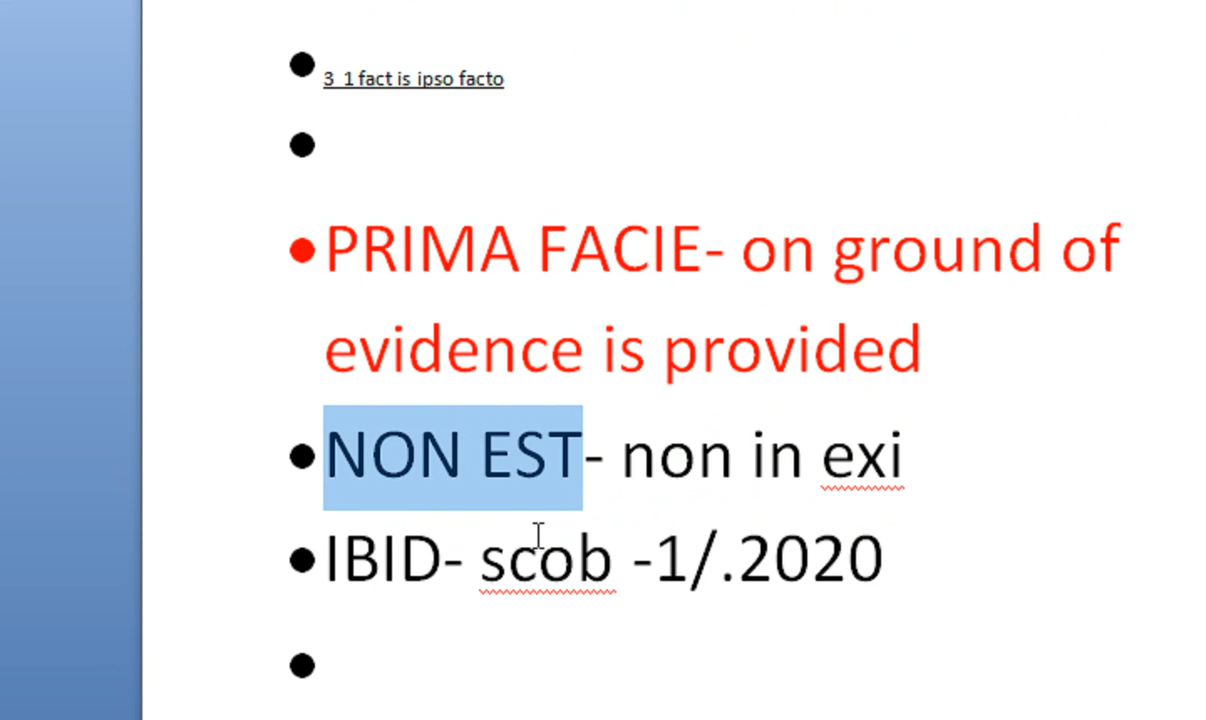 3 1 fact is ipso facto
PRIMA FACIE- on ground of
evidence is provided
NON EST- non in exi
IBID- scob -1/.2020